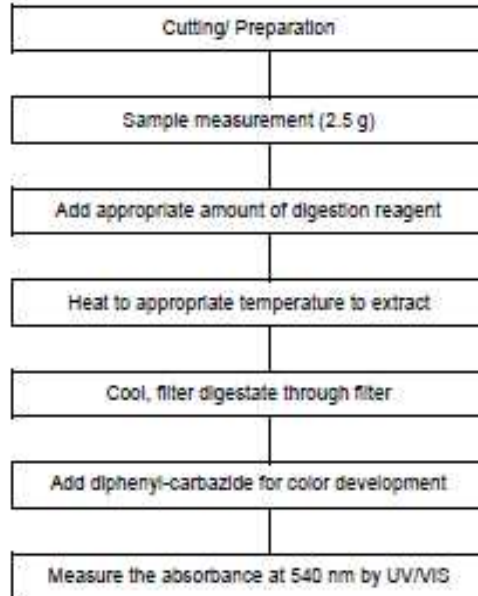 Cutting/ Preparation
Sample measurement (2.5 g)
Add appropriate amount of digestion reagent
Heat to appropriate temperature to extract
Cool, filter digestate through filter
Add diphenyl-carbazide for color development
Measure the absorbance at 540 nm by UV/VIS